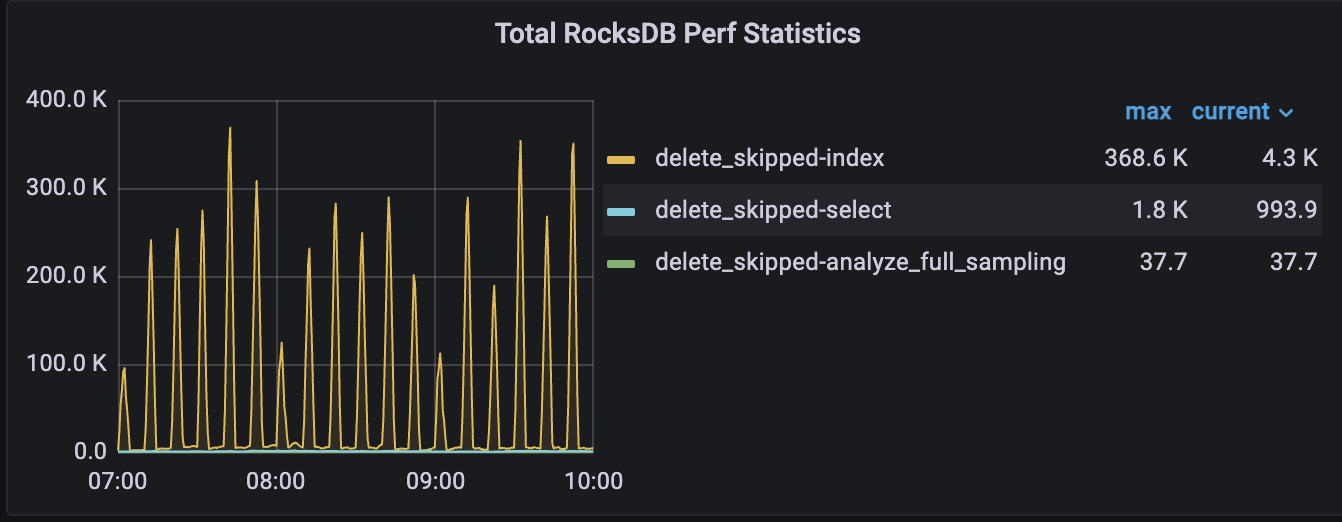 Total RocksDB Perf Statistics
400.0 K
300.0 K
200.0 K
100.0 K
0.0
07:00 08:00 09:00 10:00
max current
delete_skipped-index 368.6 K 4.3 K
delete_skipped-select 1.8 K 993.9
delete_skipped-analyze_full_sampling 37.7 37.7